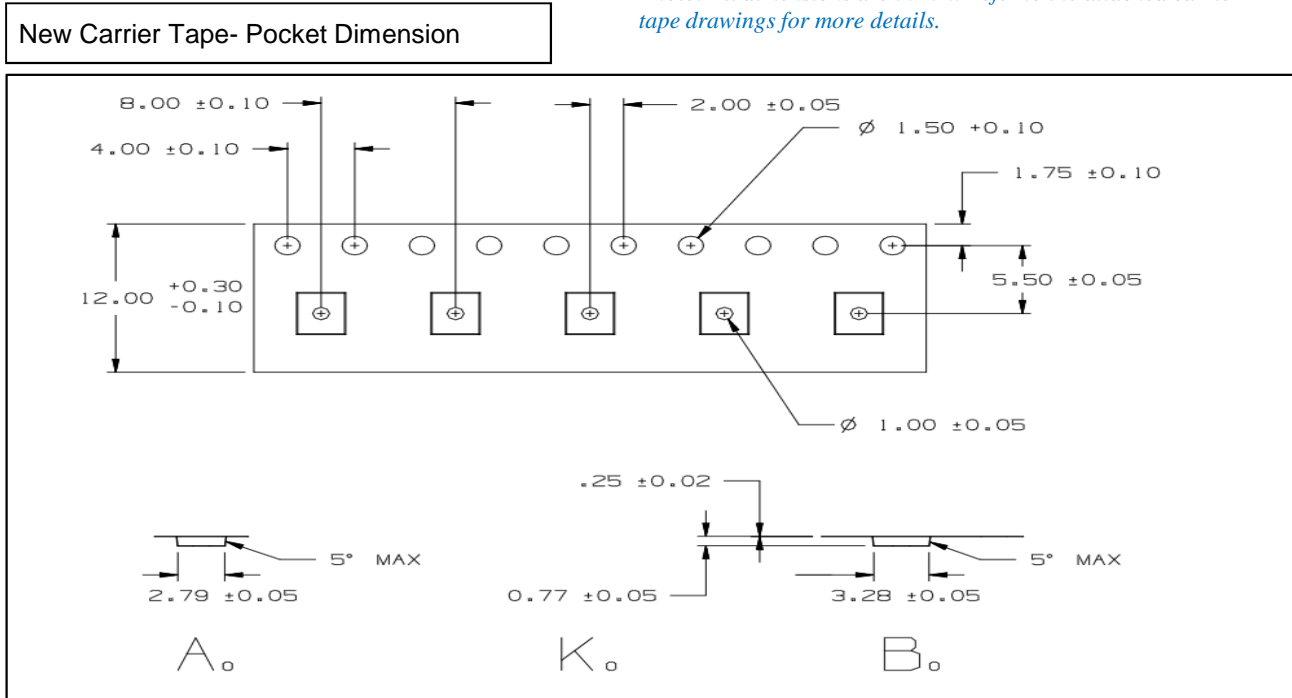 tape drawings for more details.
New Carrier Tape- Pocket Dimension
8.00 ±0.10
2.00 ±0.05
Ø 1.50 +0.10
4.00 ±0.10
1.75 ±0.10
12.00 +0.30 -0.10
5.50 ±0.05
Ø 1.00 ±0.05
.25 ±0.02
5° MAX
5° MAX
2.79 ±0.05
0.77 ±0.05
3.28 ±0.05
A₀
K₀
B₀